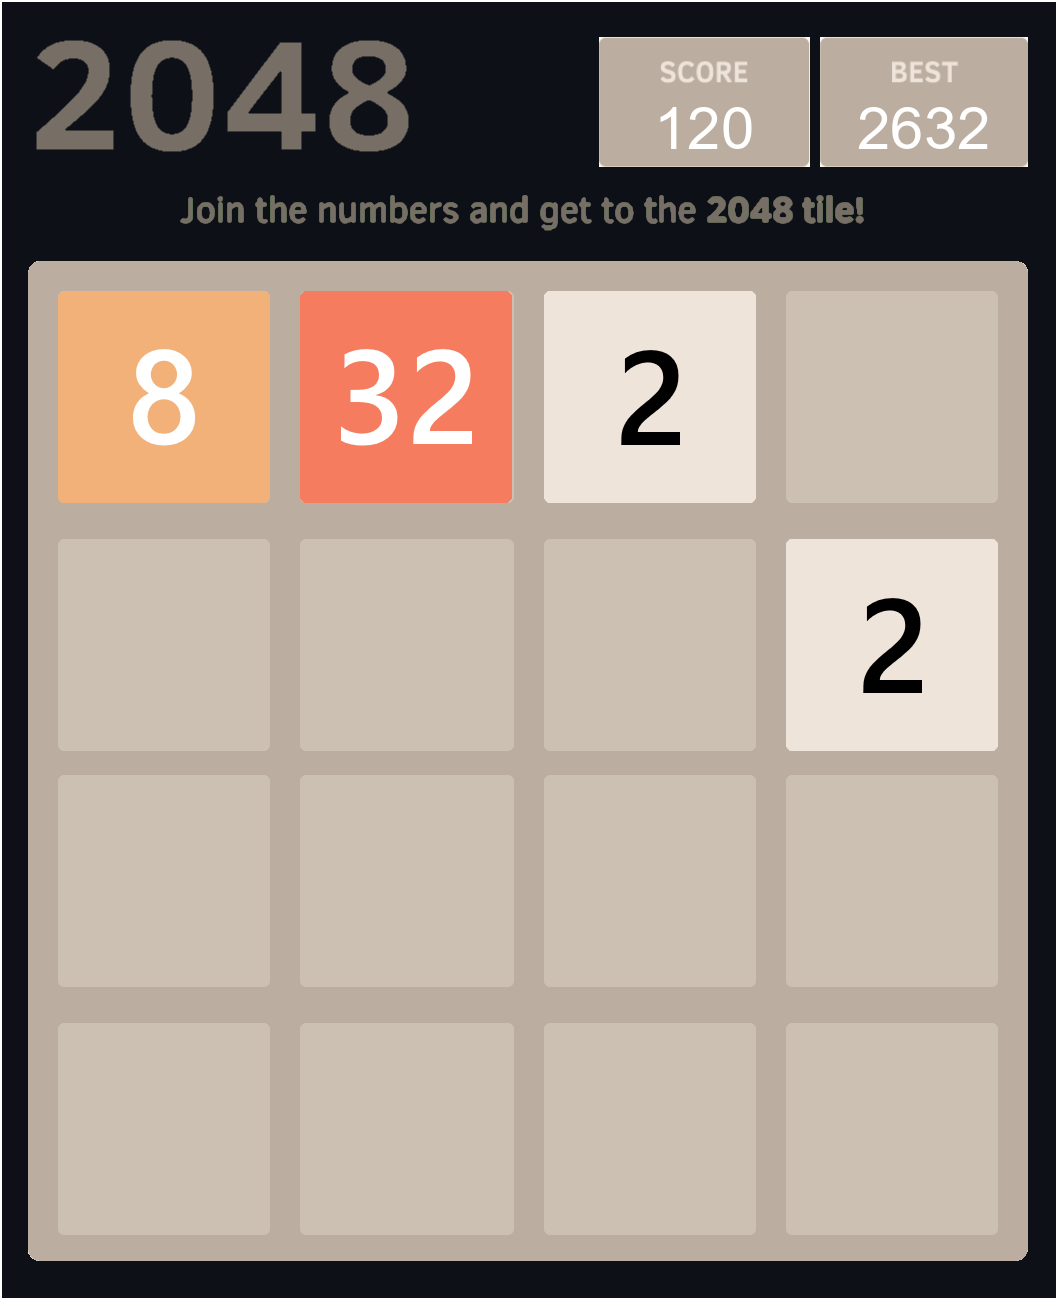 2048
SCORE BEST
120 2632
Join the numbers and get to the 2048 tile!
8 32 2
2